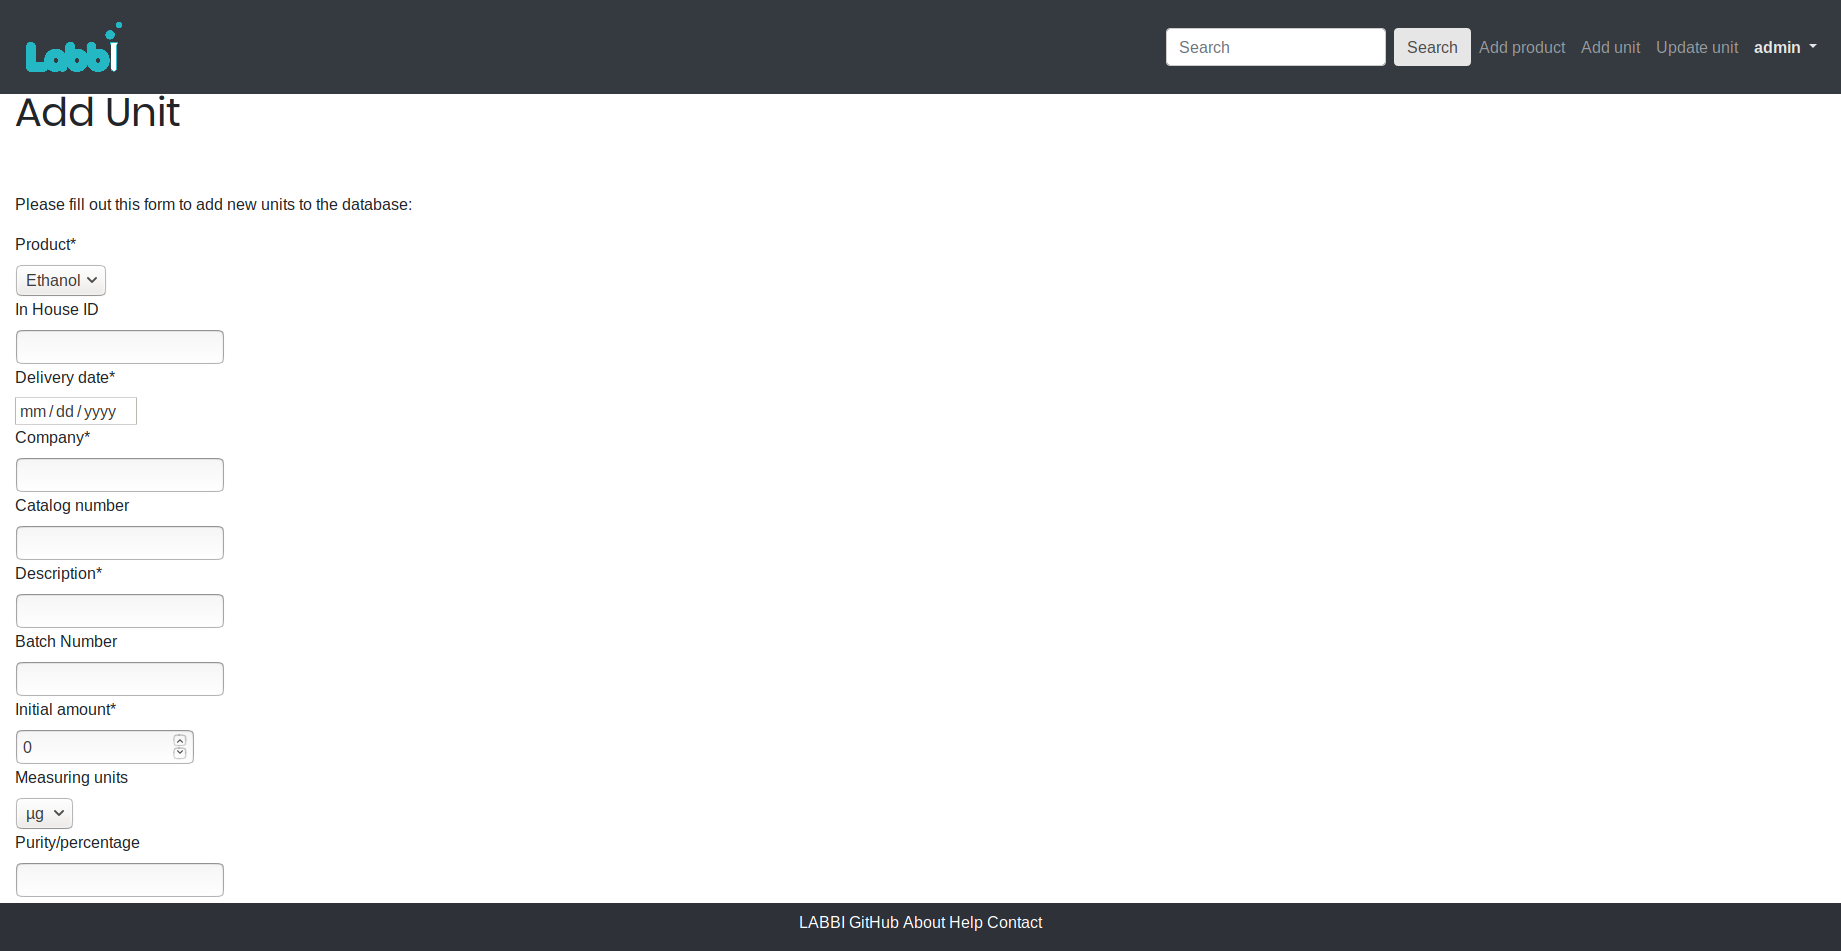 Labbi
Search Search Add product Add unit Update unit admin
Add Unit
Please fill out this form to add new units to the database:
Product*
Ethanol
In House ID
Delivery date*
mm / dd / yyyy
Company*
Catalog number
Description*
Batch Number
Initial amount*
0
Measuring units
µg
Purity/percentage
LABBI GitHub About Help Contact